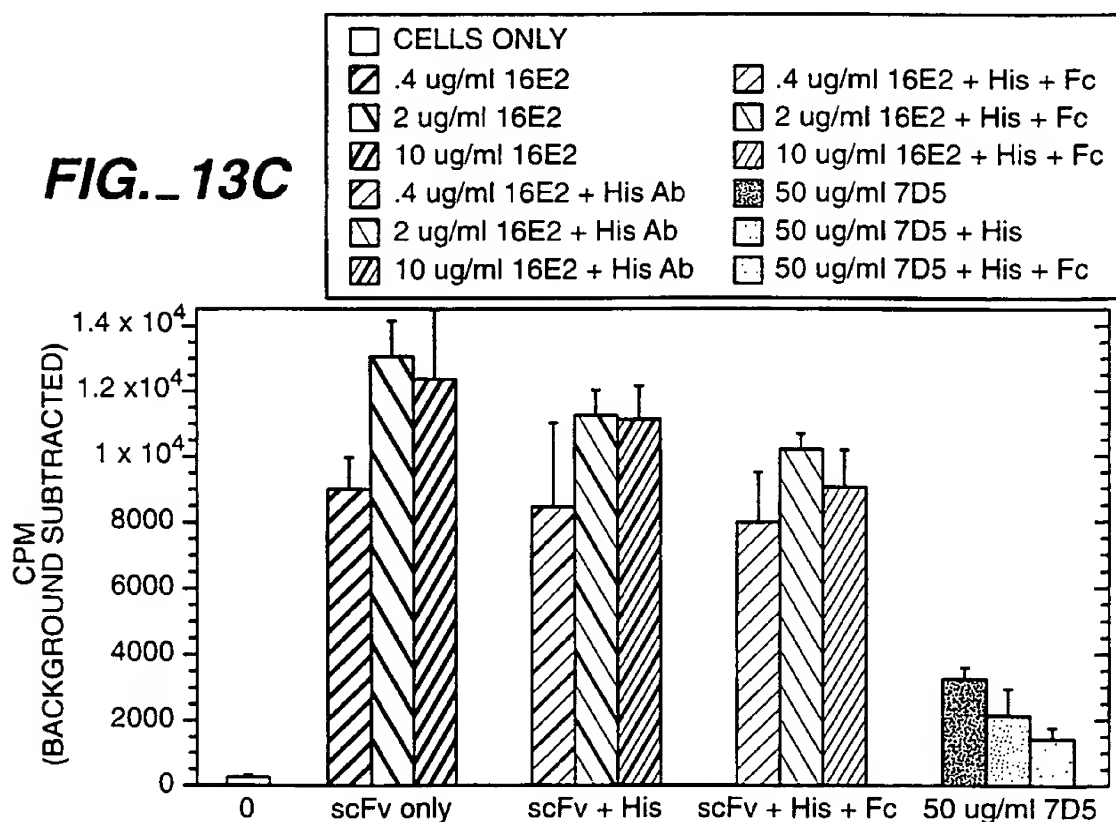 FIG._13C
CELLS ONLY
.4 ug/ml 16E2
2 ug/ml 16E2
10 ug/ml 16E2
.4 ug/ml 16E2 + His Ab
2 ug/ml 16E2 + His Ab
10 ug/ml 16E2 + His Ab
.4 ug/ml 16E2 + His + Fc
2 ug/ml 16E2 + His + Fc
10 ug/ml 16E2 + His + Fc
50 ug/ml 7D5
50 ug/ml 7D5 + His
50 ug/ml 7D5 + His + Fc
CPM
(BACKGROUND SUBTRACTED)
1.4 x 10⁴
1.2 x 10⁴
1 x 10⁴
8000
6000
4000
2000
0
0 scFv only scFv + His scFv + His + Fc 50 ug/ml 7D5